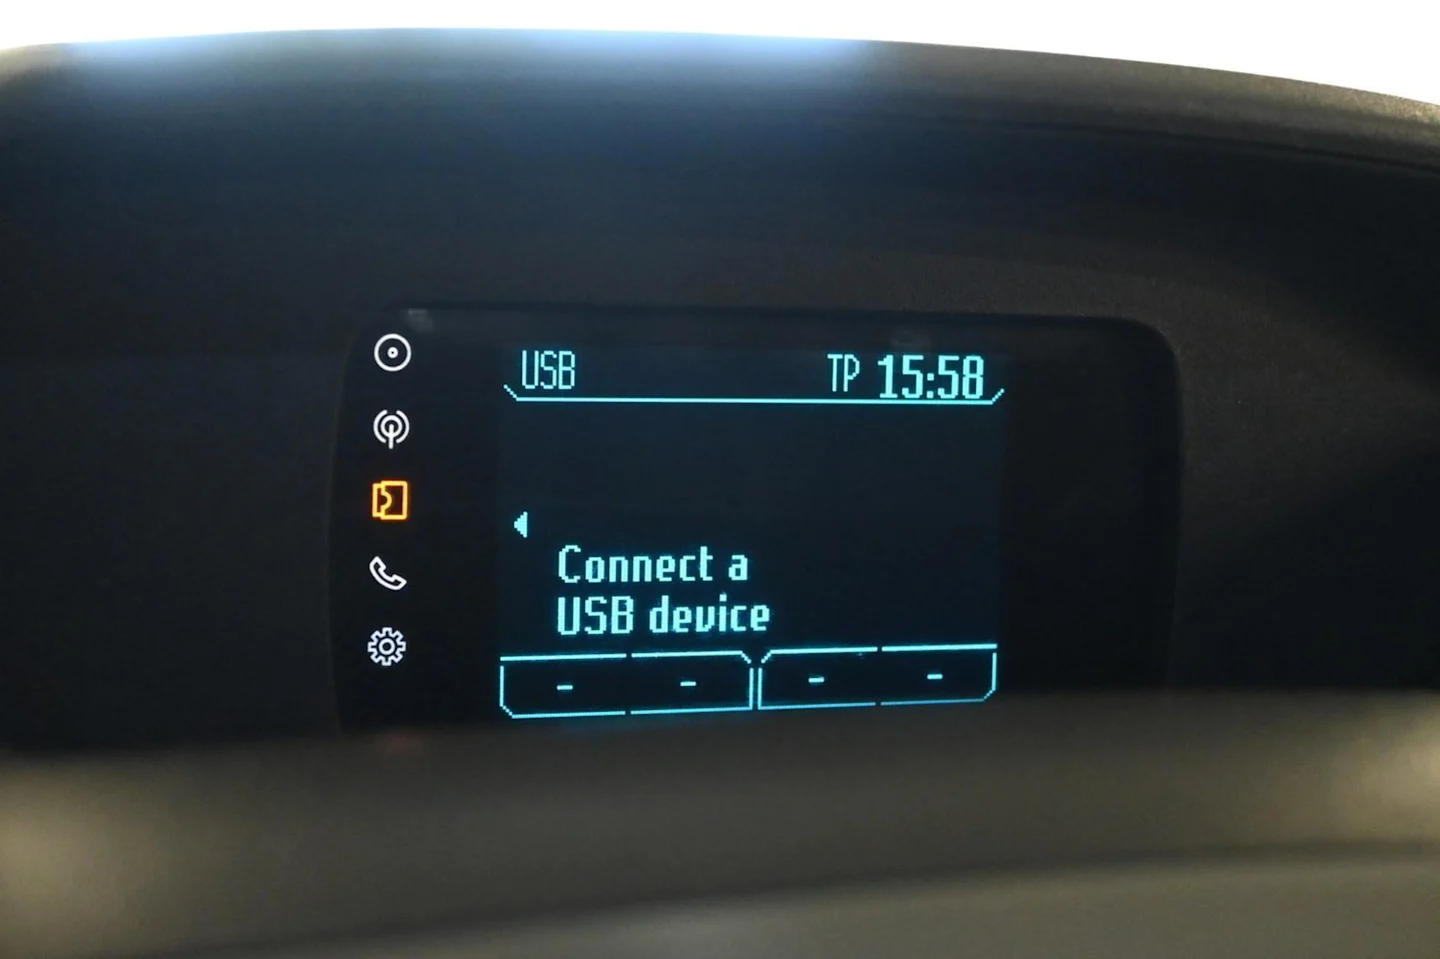 USB TP 15:58
Connect a
USB device
- - - -